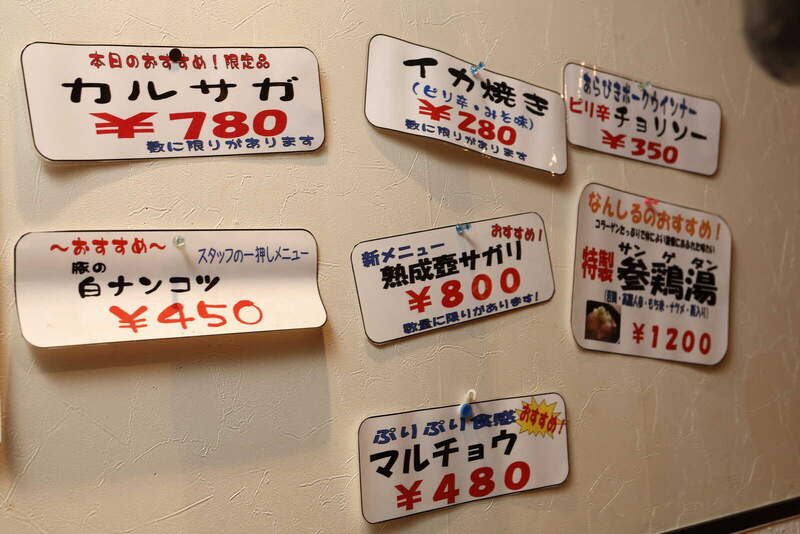 本日のおすすめ!限定品
カルサガ
￥780
数に限りがあります
イカ焼き
(ピリ辛・みそ味)
￥280
数に限りがあります
あらびきポークウインナー
ピリ辛チョリソー
￥350
～おすすめ～
スタッフの一押しメニュー
豚の
白ナンコツ
￥450
新メニュー
おすすめ!
熟成壺サガリ
￥800
数量に限りがあります!
なんしるのおすすめ!
サンゲタン
特製
参鶏湯
￥1200
ぷりぷり食感
おすすめ!
マルチョウ
￥480